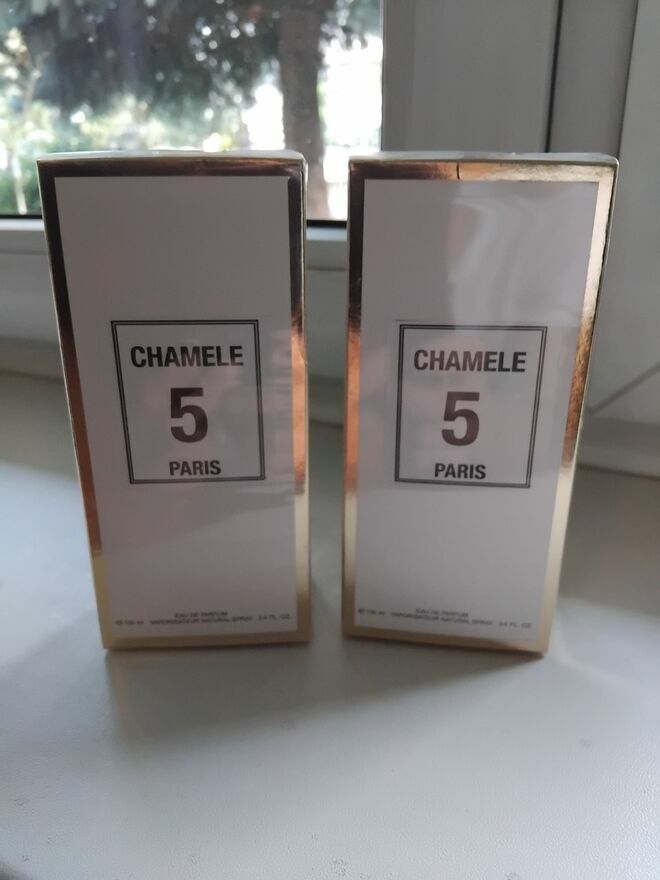 CHAMELE
5
PARIS
EAU DE PARFUM
℮ 100 ml VAPORISATEUR NATURAL SPRAY 3.4 FL. OZ.
CHAMELE
5
PARIS
EAU DE PARFUM
℮ 100 ml VAPORISATEUR NATURAL SPRAY 3.4 FL. OZ